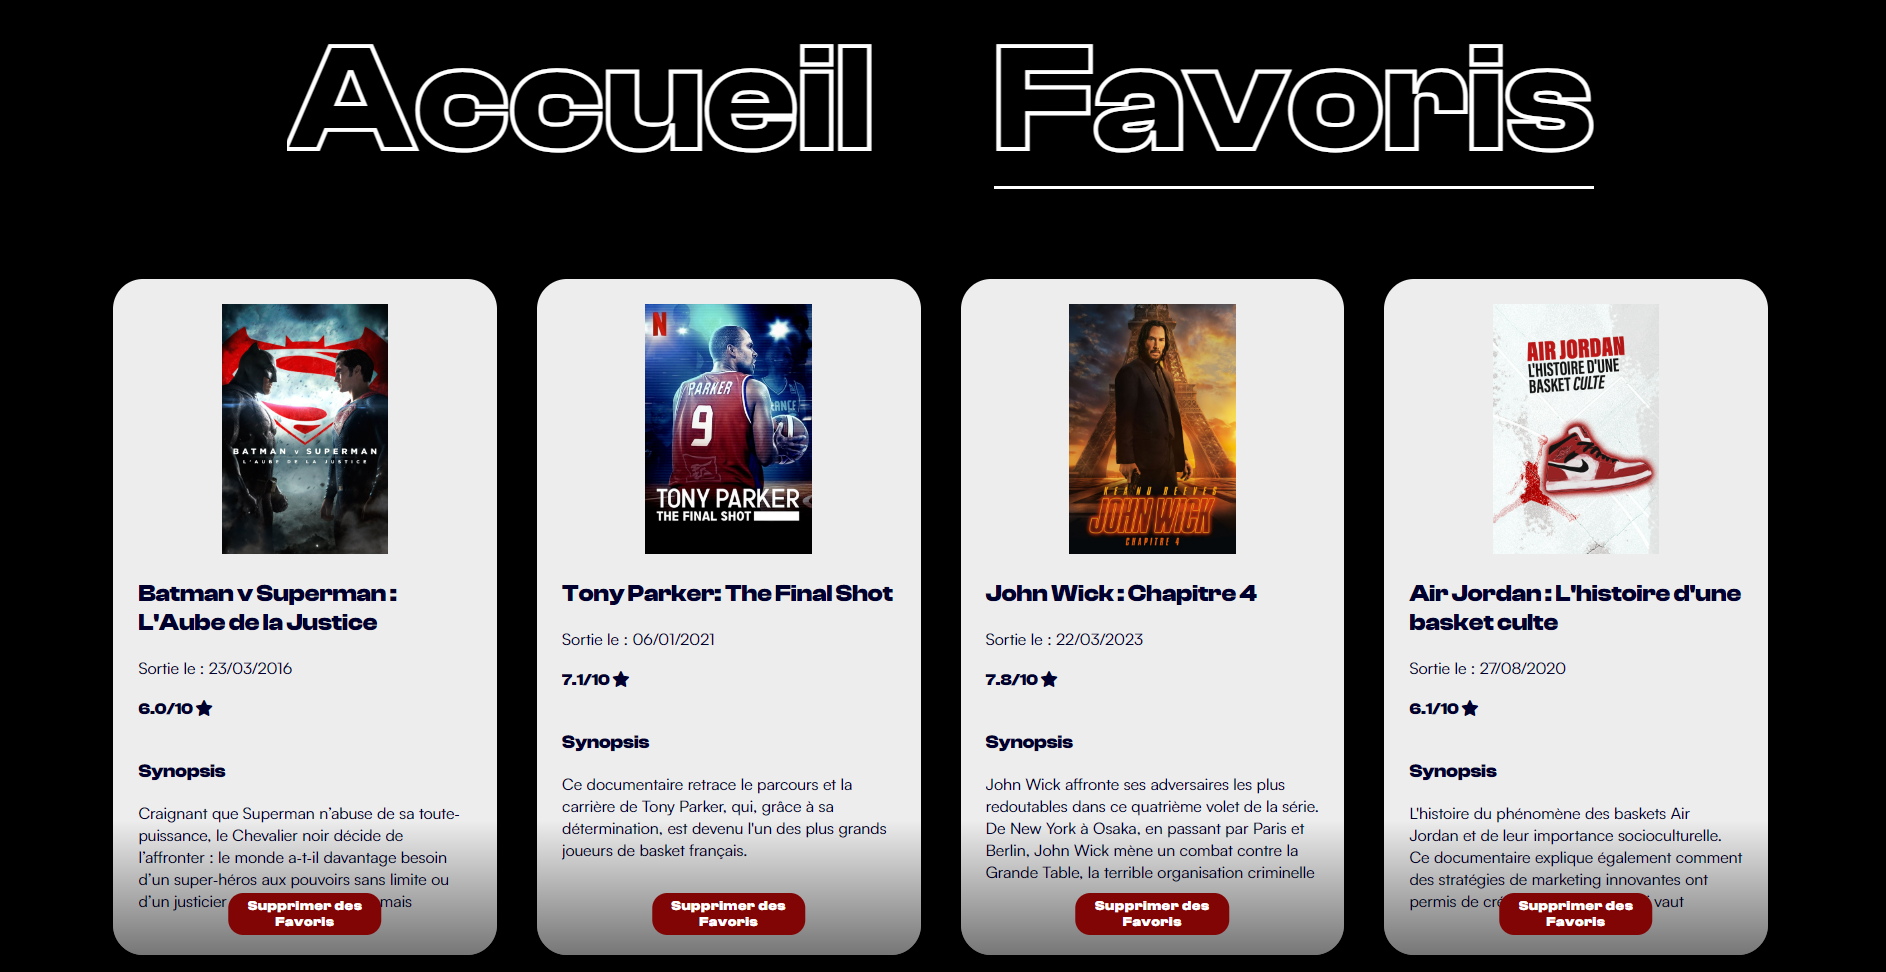 Accueil
Favoris
BATMAN v SUPERMAN
L'AUBE DE LA JUSTICE
Batman v Superman :
L'Aube de la Justice
Sortie le : 23/03/2016
6.0/10
Synopsis
Craignant que Superman n’abuse de sa toute-
puissance, le Chevalier noir décide de
l’affronter : le monde a-t-il davantage besoin
d’un super-héros aux pouvoirs sans limite ou
d’un justicier mais
Supprimer des
Favoris
N
PARKER
9
TONY PARKER
THE FINAL SHOT
Tony Parker: The Final Shot
Sortie le : 06/01/2021
7.1/10
Synopsis
Ce documentaire retrace le parcours et la
carrière de Tony Parker, qui, grâce à sa
détermination, est devenu l'un des plus grands
joueurs de basket français.
Supprimer des
Favoris
KEANU REEVES
JOHN WICK
CHAPITRE 4
John Wick : Chapitre 4
Sortie le : 22/03/2023
7.8/10
Synopsis
John Wick affronte ses adversaires les plus
redoutables dans ce quatrième volet de la série.
De New York à Osaka, en passant par Paris et
Berlin, John Wick mène un combat contre la
Grande Table, la terrible organisation criminelle
Supprimer des
Favoris
AIR JORDAN
L'HISTOIRE D'UNE
BASKET CULTE
Air Jordan : L'histoire d'une
basket culte
Sortie le : 27/08/2020
6.1/10
Synopsis
L'histoire du phénomène des baskets Air
Jordan et de leur importance socioculturelle.
Ce documentaire explique également comment
des stratégies de marketing innovantes ont
permis de vaut
Supprimer des
Favoris